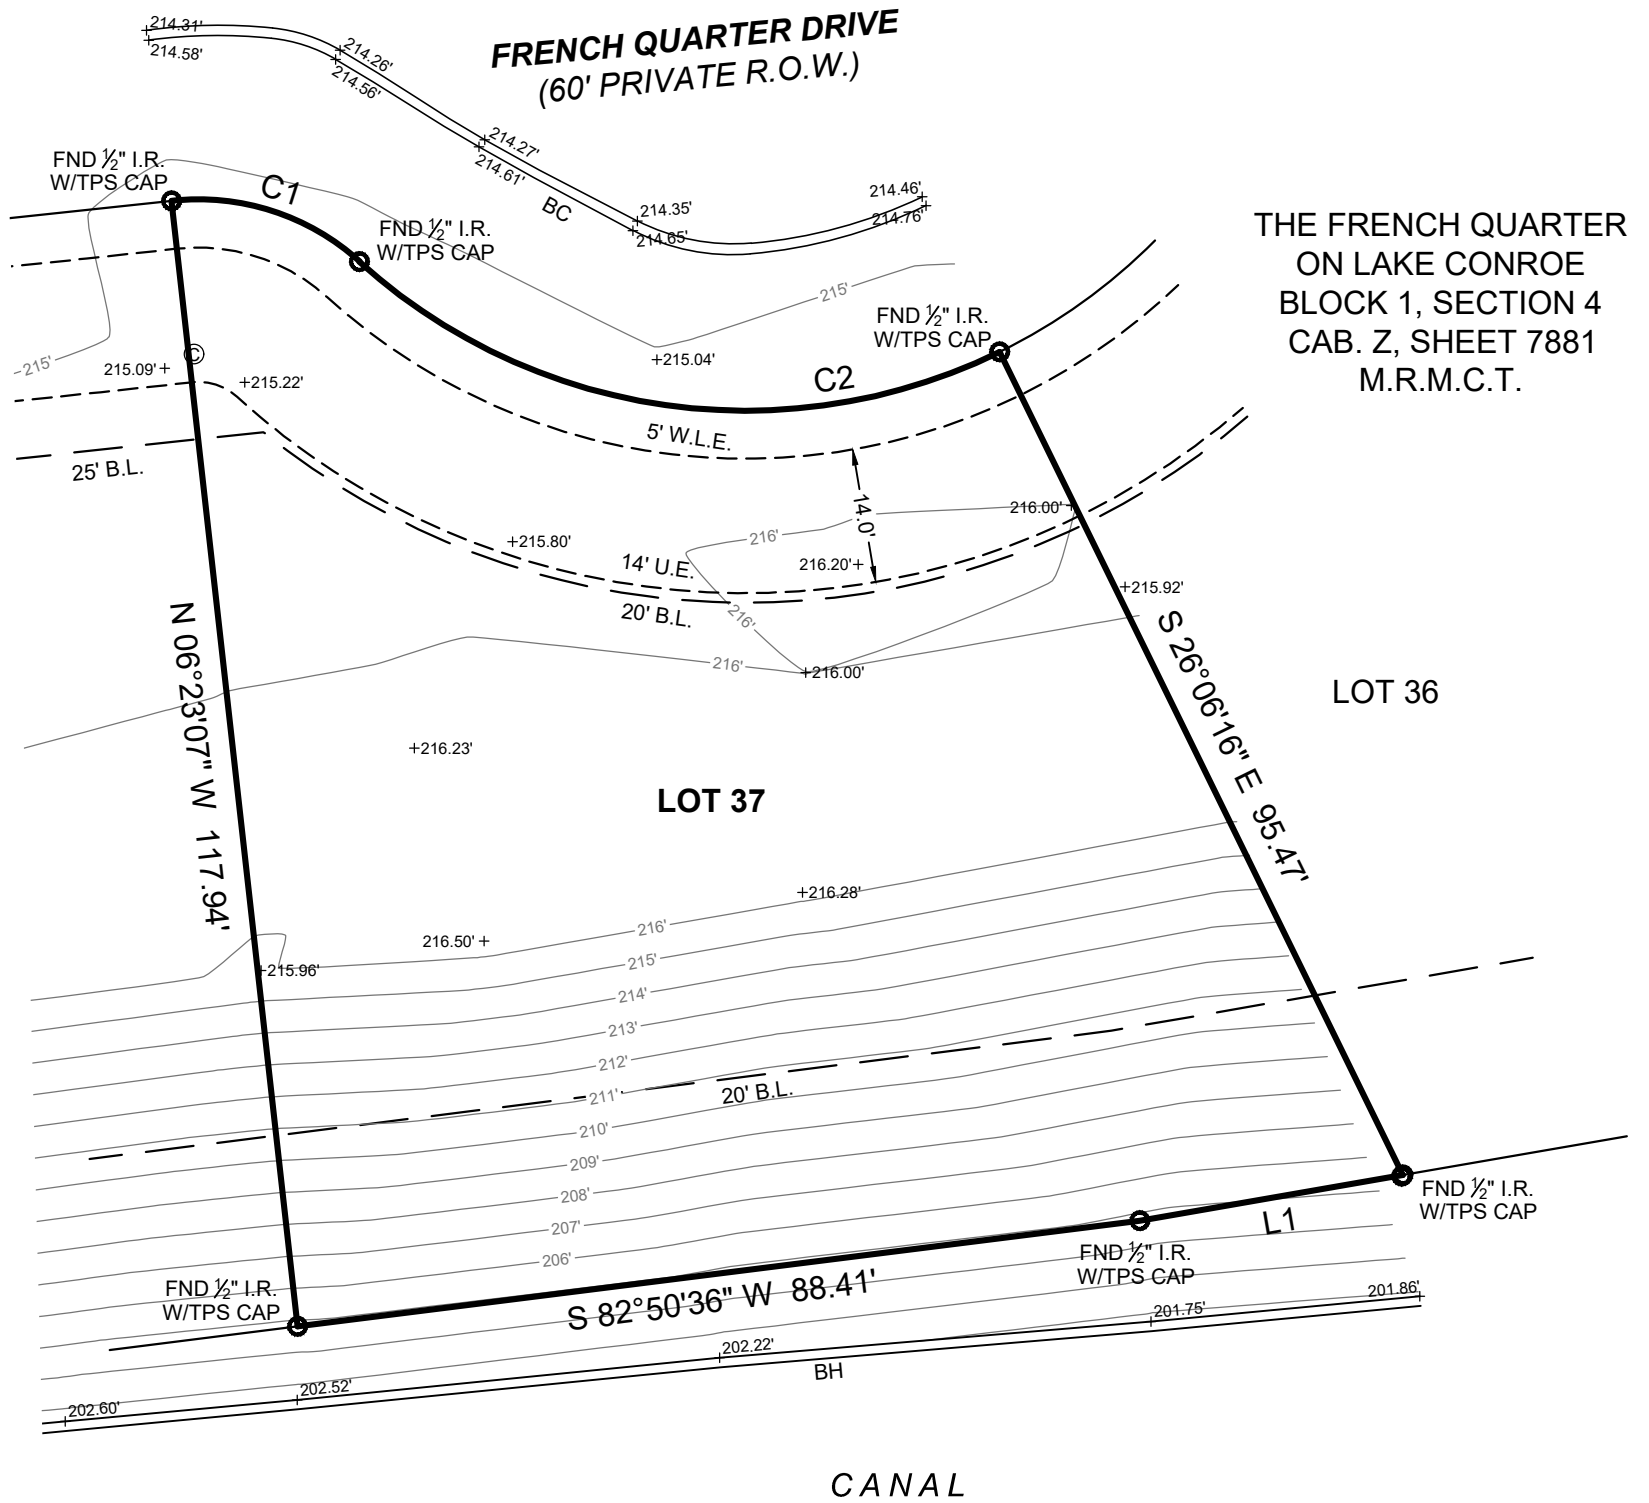 214.31'
214.58'
214.26'
214.56'
FRENCH QUARTER DRIVE
(60' PRIVATE R.O.W.)
214.27'
214.61'
BC
214.35'
214.65'
214.46'
214.76'
FND ½" I.R.
W/TPS CAP
C1
FND ½" I.R.
W/TPS CAP
THE FRENCH QUARTER
ON LAKE CONROE
BLOCK 1, SECTION 4
CAB. Z, SHEET 7881
M.R.M.C.T.
215'
FND ½" I.R.
W/TPS CAP
215'
C
215.09'+
+215.22'
+215.04'
C2
5' W.L.E.
25' B.L.
14.0'
216.00'+
216'
+215.80'
14' U.E.
216.20'+
20' B.L.
216'
+215.92'
216'
+216.00'
N 06°23'07" W 117.94'
S 26°06'16" E 95.47'
LOT 36
+216.23'
LOT 37
+216.28'
216.50'+
216'
+215.96'
215'
214'
213'
212'
211'
20' B.L.
210'
209'
208'
207'
206'
FND ½" I.R.
W/TPS CAP
L1
FND ½" I.R.
W/TPS CAP
FND ½" I.R.
W/TPS CAP
S 82°50'36" W 88.41'
201.86'
201.75'
202.22'
BH
202.52'
202.60'
CANAL